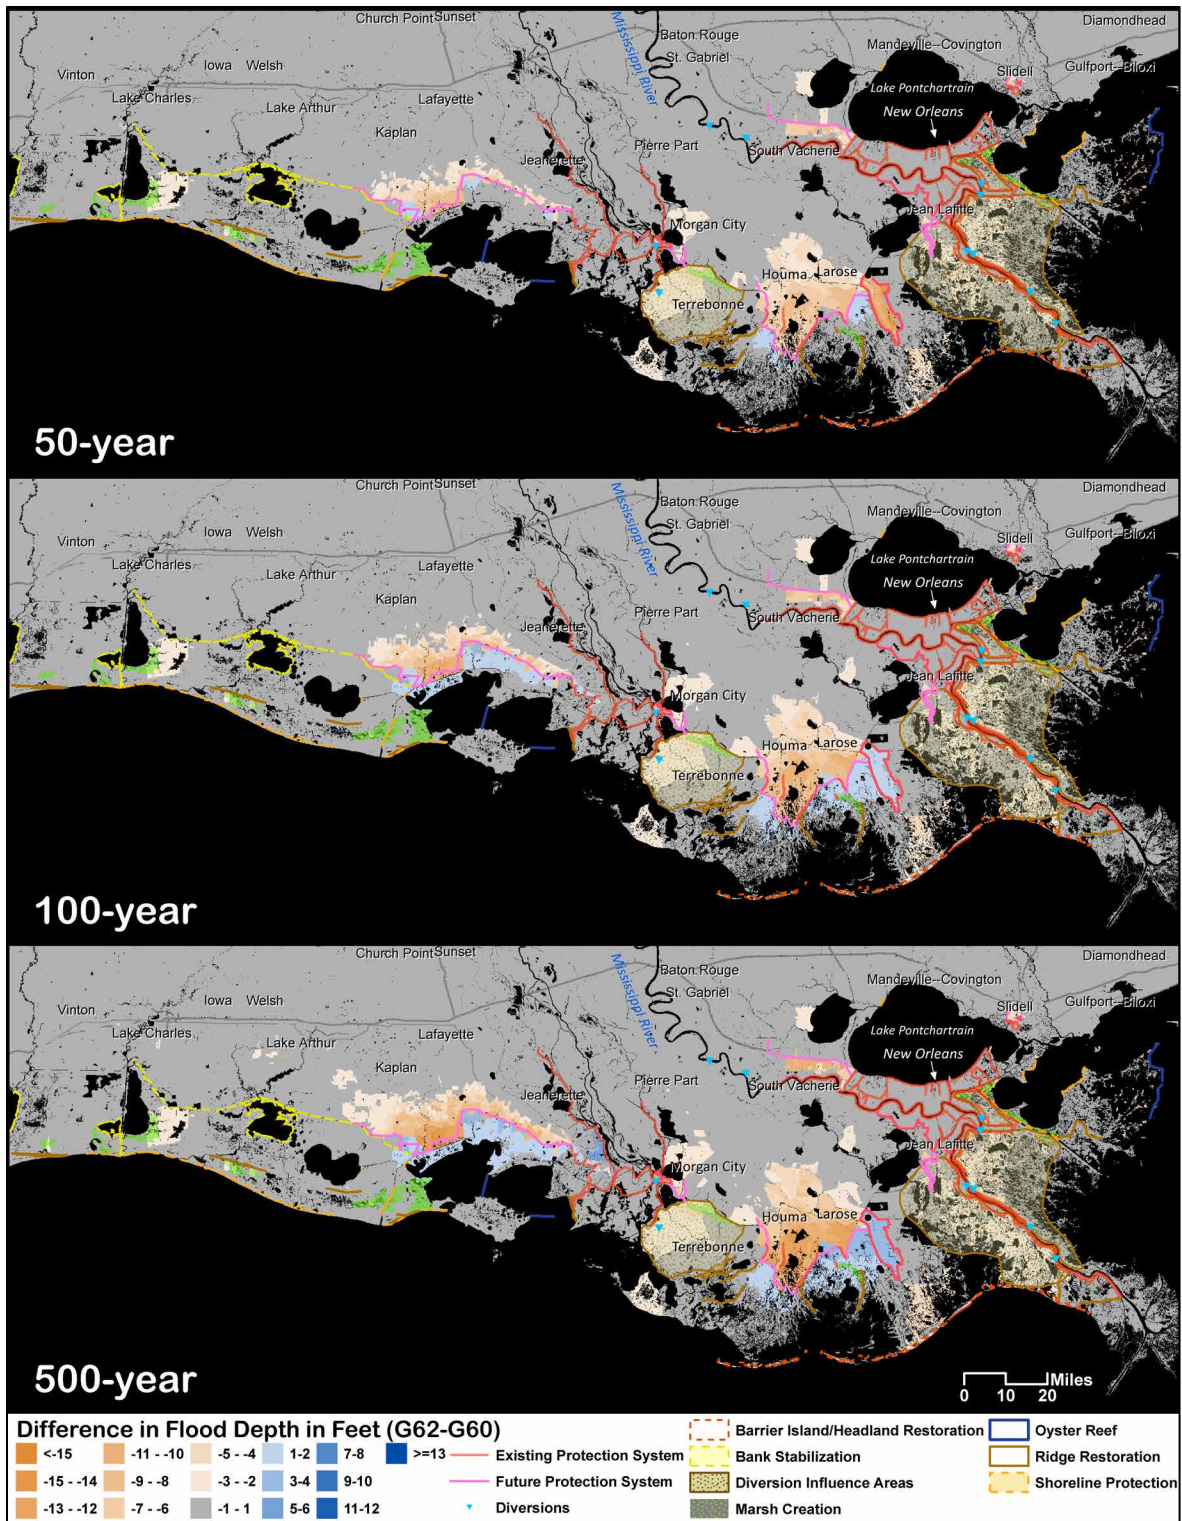 Church Point Sunset
Diamondhead
Baton Rouge
Mississippi River
St. Gabriel
Mandeville--Covington
Gulfport--Biloxi
Iowa Welsh
Vinton
Slidell
Lake Pontchartrain
Lake Charles
Lafayette
Lake Arthur
New Orleans
Kaplan
Pierre Part
South Vacherie
Jeanerette
Jean Lafitte
Morgan City
Houma Larose
Terrebonne
50-year
Church Point Sunset
Diamondhead
Baton Rouge
Mississippi River
St. Gabriel
Mandeville--Covington
Gulfport--Biloxi
Iowa Welsh
Vinton
Slidell
Lake Pontchartrain
Lake Charles
Lafayette
Lake Arthur
New Orleans
Kaplan
Pierre Part
South Vacherie
Jeanerette
Jean Lafitte
Morgan City
Houma Larose
Terrebonne
100-year
Church Point Sunset
Diamondhead
Baton Rouge
Mississippi River
St. Gabriel
Mandeville--Covington
Gulfport--Biloxi
Iowa Welsh
Vinton
Slidell
Lake Pontchartrain
Lake Charles
Lafayette
Lake Arthur
New Orleans
Kaplan
Pierre Part
South Vacherie
Jeanerette
Jean Lafitte
Morgan City
Houma Larose
Terrebonne
500-year
Miles
0 10 20
Difference in Flood Depth in Feet (G62-G60)
<-15
-15 - -14
-13 - -12
-11 - -10
-9 - -8
-7 - -6
-5 - -4
-3 - -2
-1 - 1
1-2
3-4
5-6
7-8
9-10
11-12
>=13
Existing Protection System
Future Protection System
Diversions
Barrier Island/Headland Restoration
Bank Stabilization
Diversion Influence Areas
Marsh Creation
Oyster Reef
Ridge Restoration
Shoreline Protection